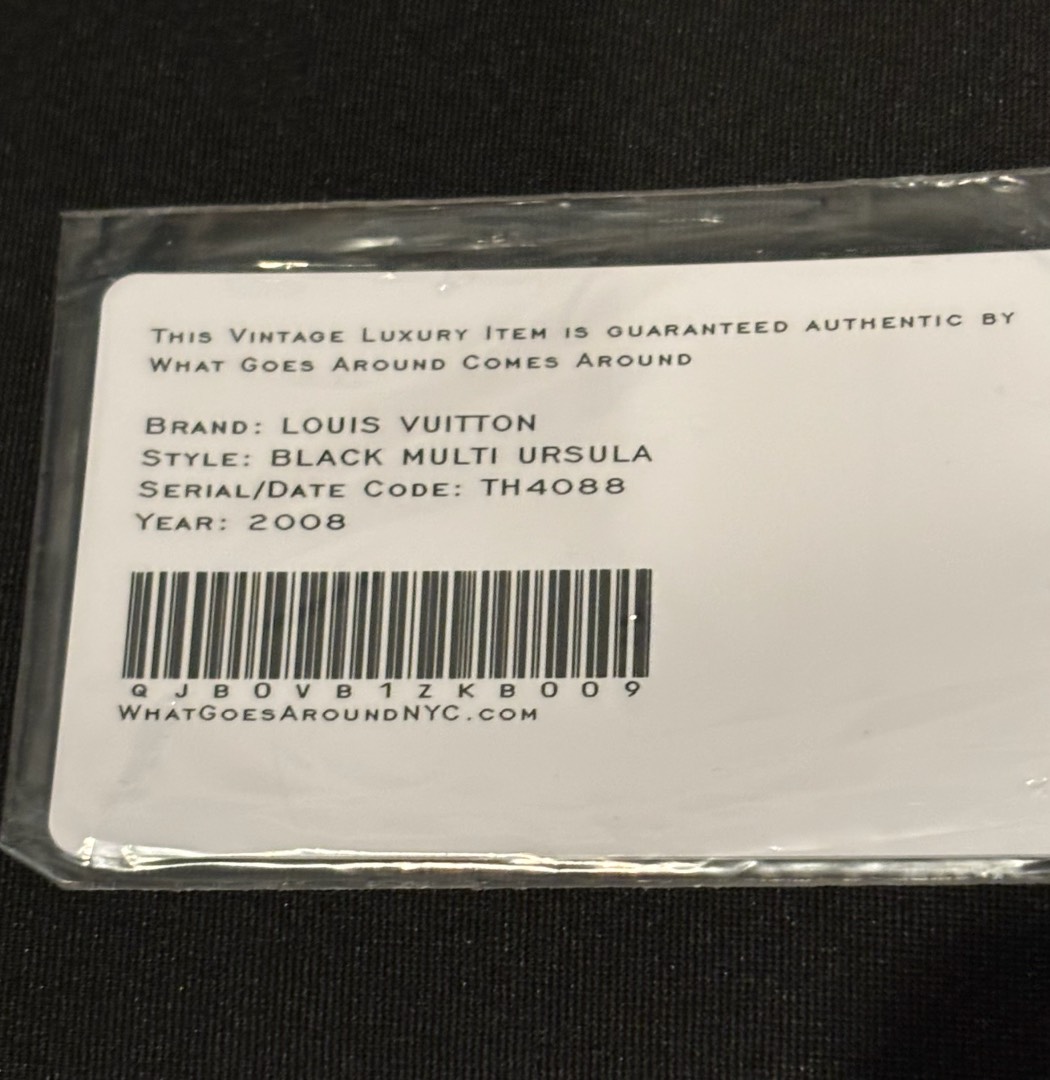 This Vintage Luxury Item is guaranteed authentic by
What Goes Around Comes Around
Brand: LOUIS VUITTON
Style: BLACK MULTI URSULA
Serial/Date Code: TH4088
Year: 2008
QJB0VB1ZKB009
WhatGoesAroundNYC.com